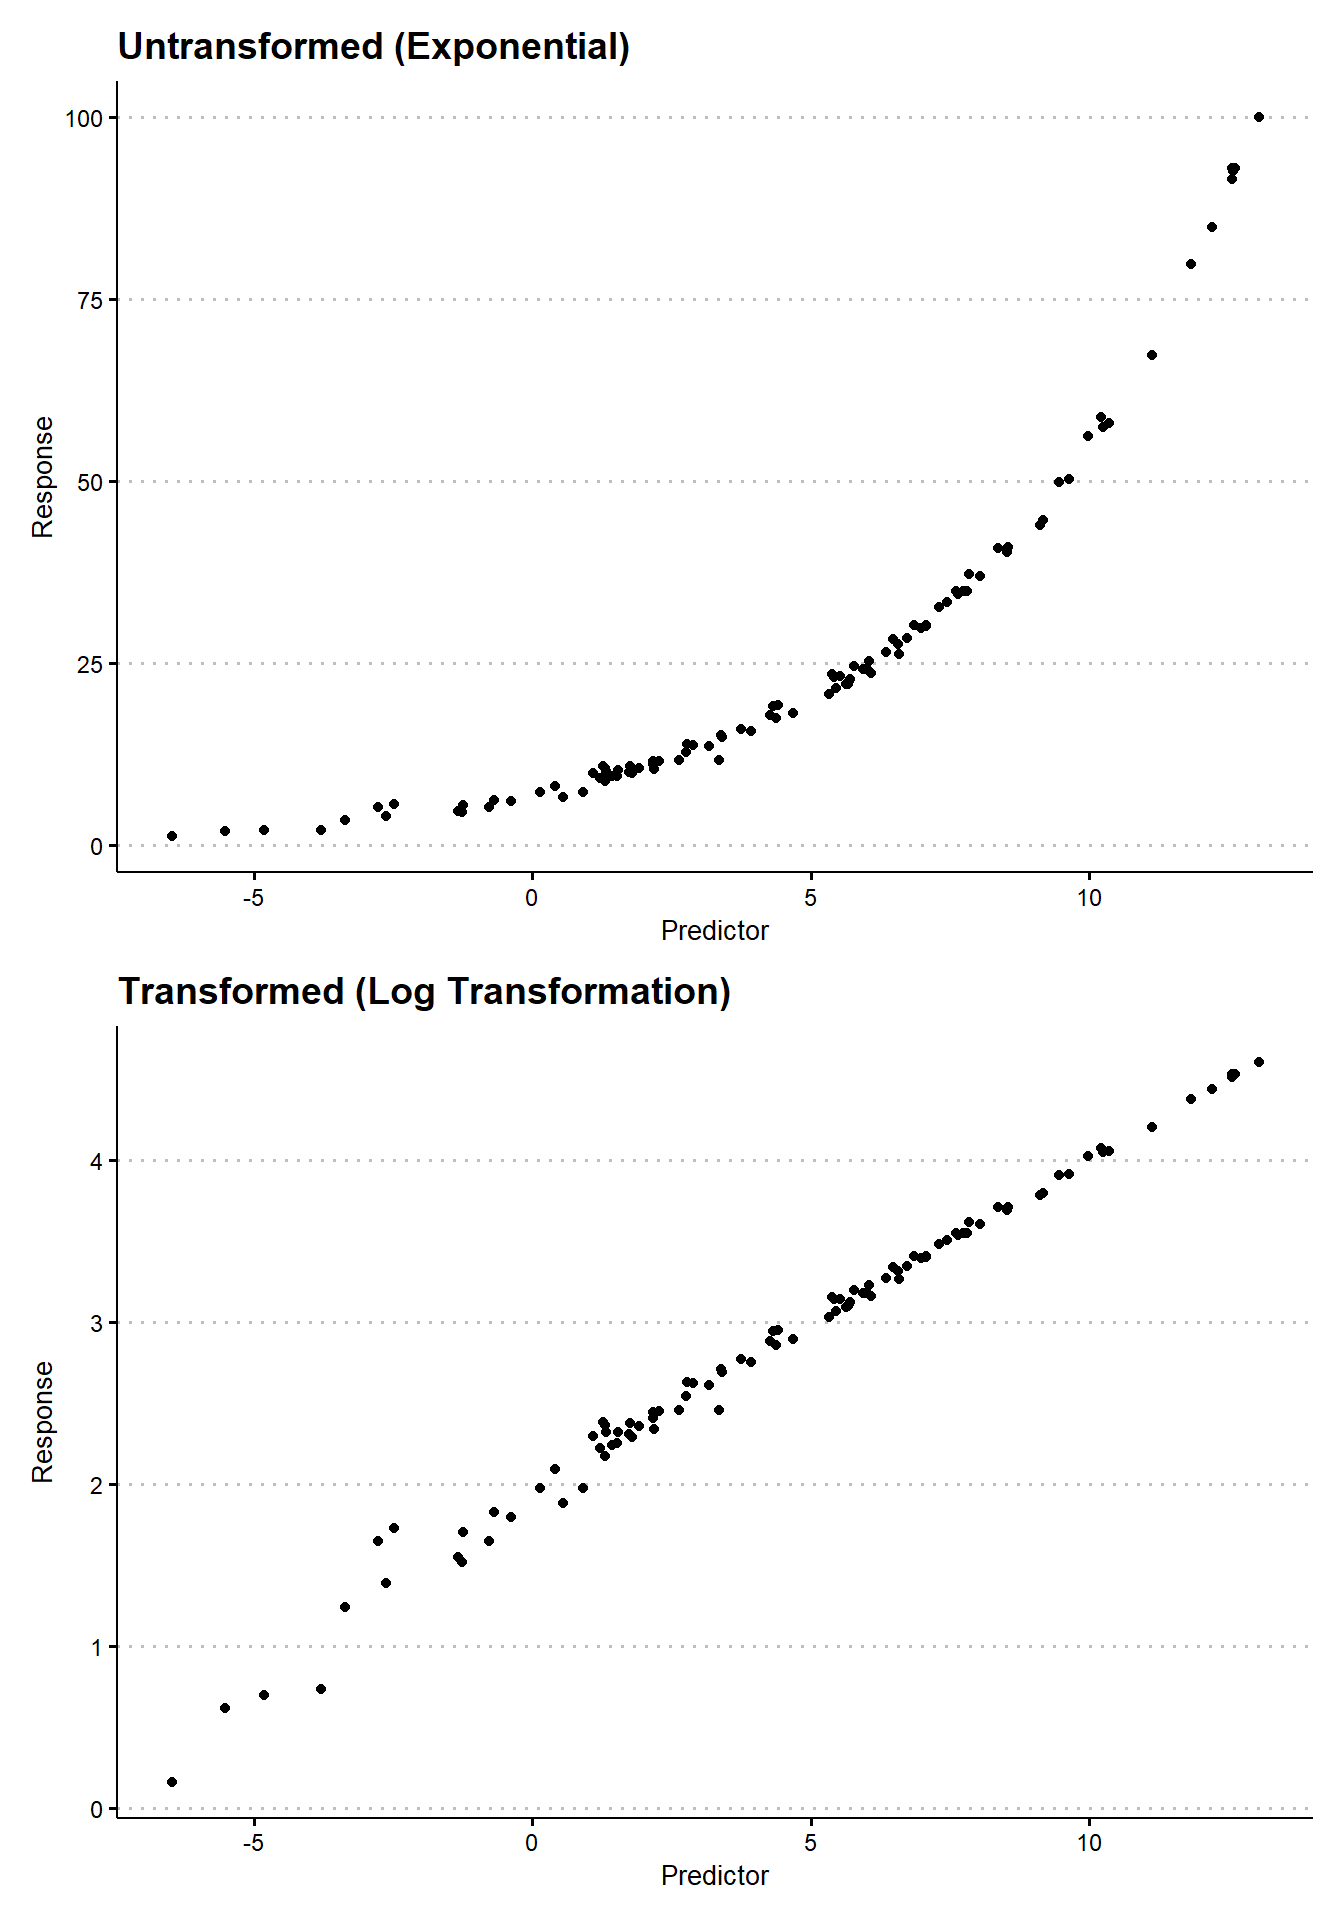 Untransformed (Exponential)
100
75
50
25
0
Response
-5 0 5 10
Predictor
Transformed (Log Transformation)
4
3
2
1
0
Response
-5 0 5 10
Predictor